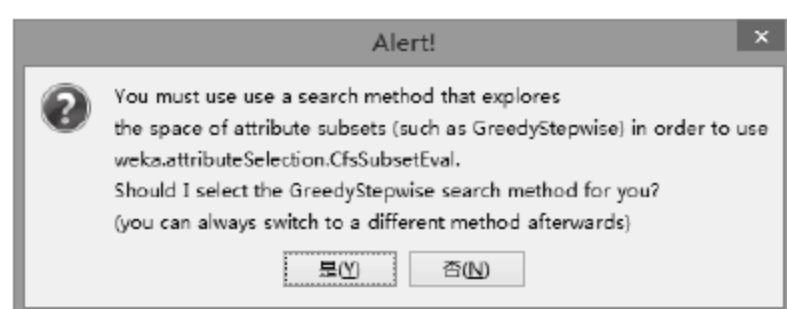 Alert!
You must use use a search method that explores
the space of attribute subsets (such as GreedyStepwise) in order to use
weka.attributeSelection.CfsSubsetEval.
Should I select the GreedyStepwise search method for you?
(you can always switch to a different method afterwards)
是(Y) 否(N)